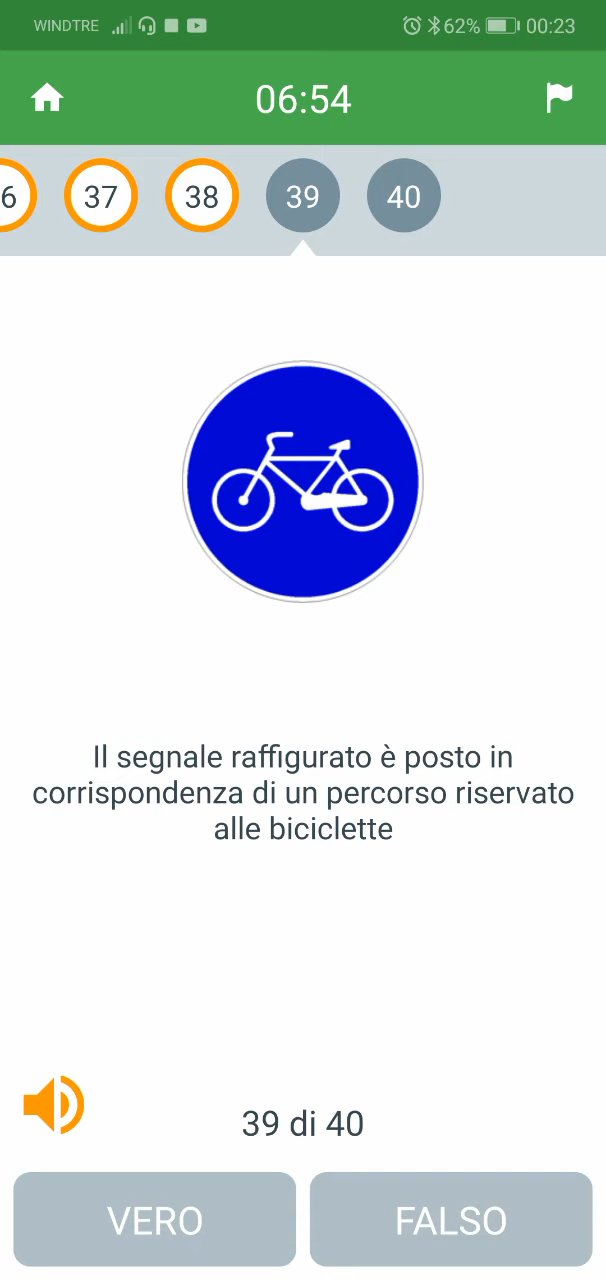 WINDTRE 62% 00:23
06:54
6 37 38 39 40
Il segnale raffigurato è posto in
corrispondenza di un percorso riservato
alle biciclette
39 di 40
VERO FALSO